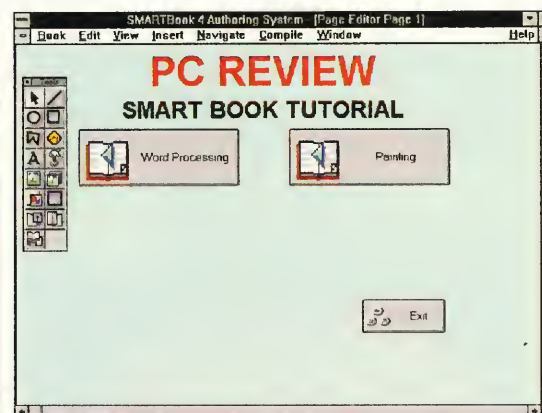 SMARTBook 4 Authoring System - [Page Editor Page 1]
Book Edit View Insert Navigate Compile Window Help
Tools
PC REVIEW
SMART BOOK TUTORIAL
A
Word Processing
Painting
Exit